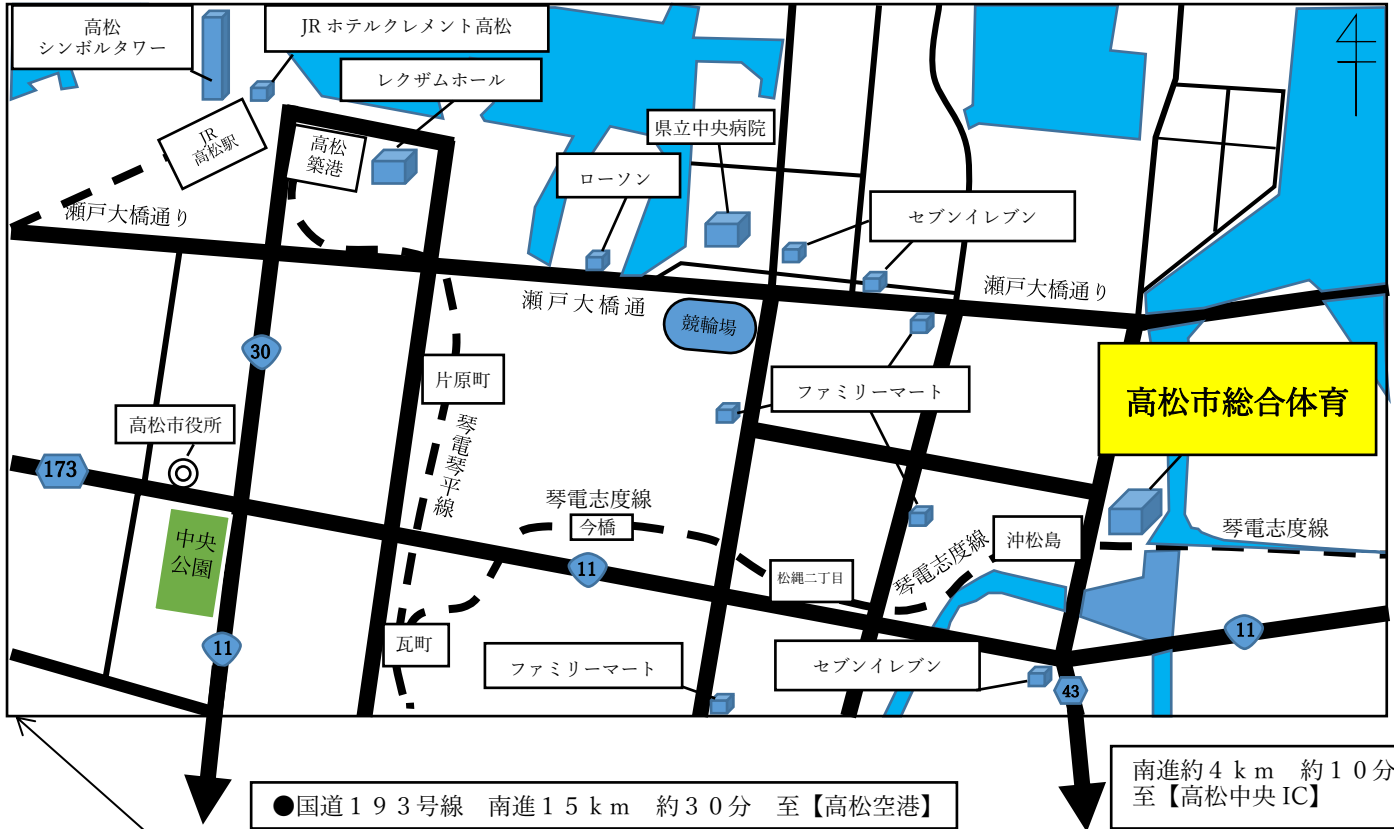 高松
シンボルタワー
JR ホテルクレメント高松
レクザムホール
JR
高松駅
高松
築港
県立中央病院
ローソン
セブンイレブン
瀬戸大橋通り
瀬戸大橋通
瀬戸大橋通り
競輪場
30
片原町
ファミリーマート
高松市総合体育
高松市役所
琴電琴平線
173
琴電志度線
今橋
中央
公園
11
松縄二丁目
琴電志度線
沖松島
琴電志度線
11
瓦町
ファミリーマート
セブンイレブン
11
43
●国道193号線 南進15km 約30分 至【高松空港】
南進約4km 約10分
至【高松中央 IC】